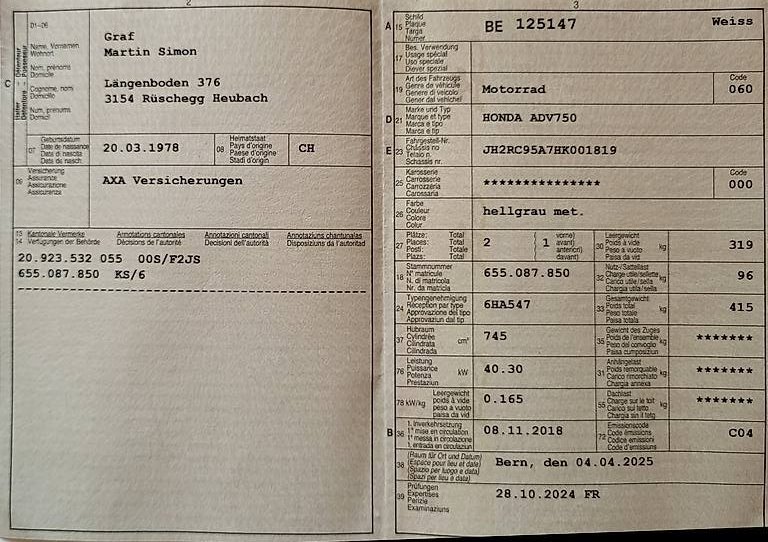 2
01-06
Name, Vornamen
Wohnort
Nom, prénoms
Domicile
Cognome, nomi
Domicilio
Num, prenums
Domicil
C
Graf
Martin Simon
Längenboden 376
3154 Rüschegg Heubach
07
Geburtsdatum
Date de naissance
Data di nascita
Data da nasch.
20.03.1978
08
Heimatstaat
Pays d'origine
Paese d'origine
Stadi d'origin
CH
09
Versicherung
Assurance
Assicurazione
Assicuranza
AXA Versicherungen
13 Kantonale Vermerke Annotations cantonales Annotazioni cantonali Annotaziuns chantunalas
14 Verfügungen der Behörde Décisions de l'autorité Decisioni dell'autorità Disposiziuns da l'autoritad
20.923.532 055 00S/F2JS
655.087.850 KS/6
3
A 15
Schild
Plaque
Targa
Numer
BE 125147 Weiss
17
Bes. Verwendung
Usage spécial
Uso speciale
Diever spezial
19
Art des Fahrzeugs
Genre de véhicule
Genere di veicolo
Gener dal vehichel
Motorrad
Code
060
D 21
Marke und Typ
Marque et type
Marca e tipo
Marca e tip
HONDA ADV750
E 23
Fahrgestell-Nr.
Châssis no
Telaio n.
Schassis nr.
JH2RC95A7HK001819
25
Karosserie
Carrosserie
Carrozzeria
Carossaria
***************
Code
000
26
Farbe
Couleur
Colore
Colur
hellgrau met.
27
Plätze: Total
Places: Total
Posti: Totale
Plazs: Total
2
( 1
vorne)
avant)
anteriori)
davant)
30
Leergewicht
Poids à vide
Peso a vuoto
Paisa da vid
kg
319
18
Stammnummer
N° matricule
N. di matricola
Nr. da matricla
655.087.850
32
Nutz-/Sattellast
Charge utile/sellette
Carico utile/sella
Chargia utila/sella
kg
96
24
Typengenehmigung
Réception par type
Approvazione del tipo
Approvaziun dal tip
6HA547
33
Gesamtgewicht
Poids total
Peso totale
Paisa totala
kg
415
37
Hubraum
Cylindrée
Cilindrata
Cilindrada
cm³
745
35
Gewicht des Zuges
Poids de l'ensemble
Peso del convoglio
Paisa cumposiziun
kg
*******
76
Leistung
Puissance
Potenza
Prestaziun
kW
40.30
31
Anhängelast
Poids remorquable
Carico rimorchiato
Chargia annexa
kg
*******
78 kW/kg
Leergewicht
poids à vide
peso a vuoto
paisa da vid
0.165
55
Dachlast
Charge sur le toit
Carico sul tetto
Chargia sin il tetg
kg
*******
B 36
1. Inverkehrsetzung
1re mise en circulation
1a messa in circolazione
1. entrada en circulaziun
08.11.2018
72
Emissionscode
Code émissions
Codice emissioni
Code d'emissiuns
C04
38
(Raum für Ort und Datum)
(Espace pour lieu et date)
(Spazio per luogo e data)
(Spazi per lieu e data)
Bern, den 04.04.2025
39
Prüfungen
Expertises
Perizie
Examinaziuns
28.10.2024 FR